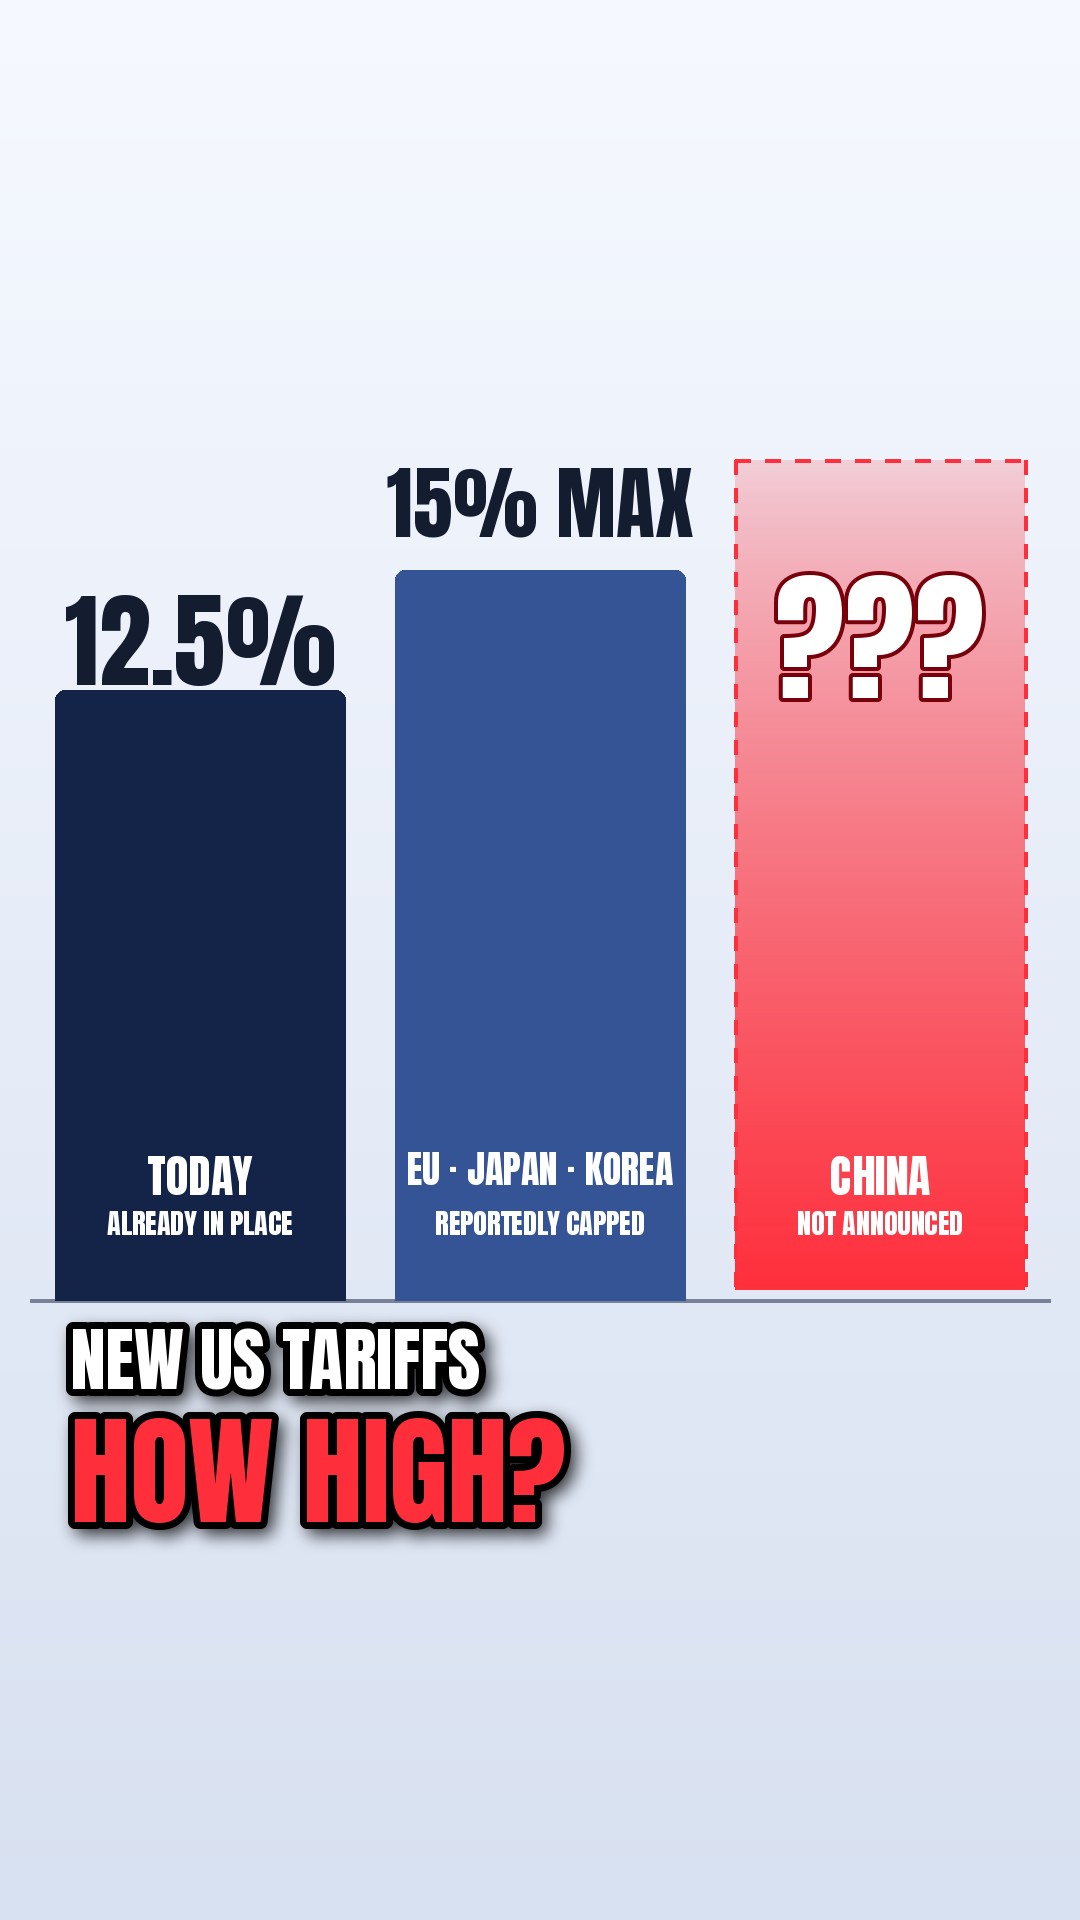 12.5%
TODAY
ALREADY IN PLACE
15% MAX
EU · JAPAN · KOREA
REPORTEDLY CAPPED
???
CHINA
NOT ANNOUNCED
NEW US TARIFFS
HOW HIGH?